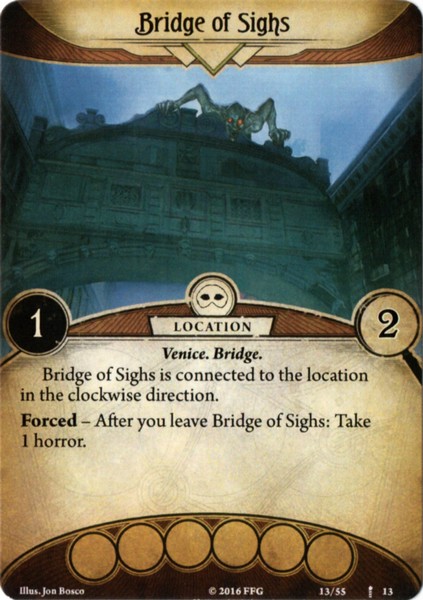 Bridge of Sighs
1
LOCATION
2
Venice. Bridge.
Bridge of Sighs is connected to the location
in the clockwise direction.
Forced – After you leave Bridge of Sighs: Take
1 horror.
Illus. Jon Bosco
© 2016 FFG
13/55
13